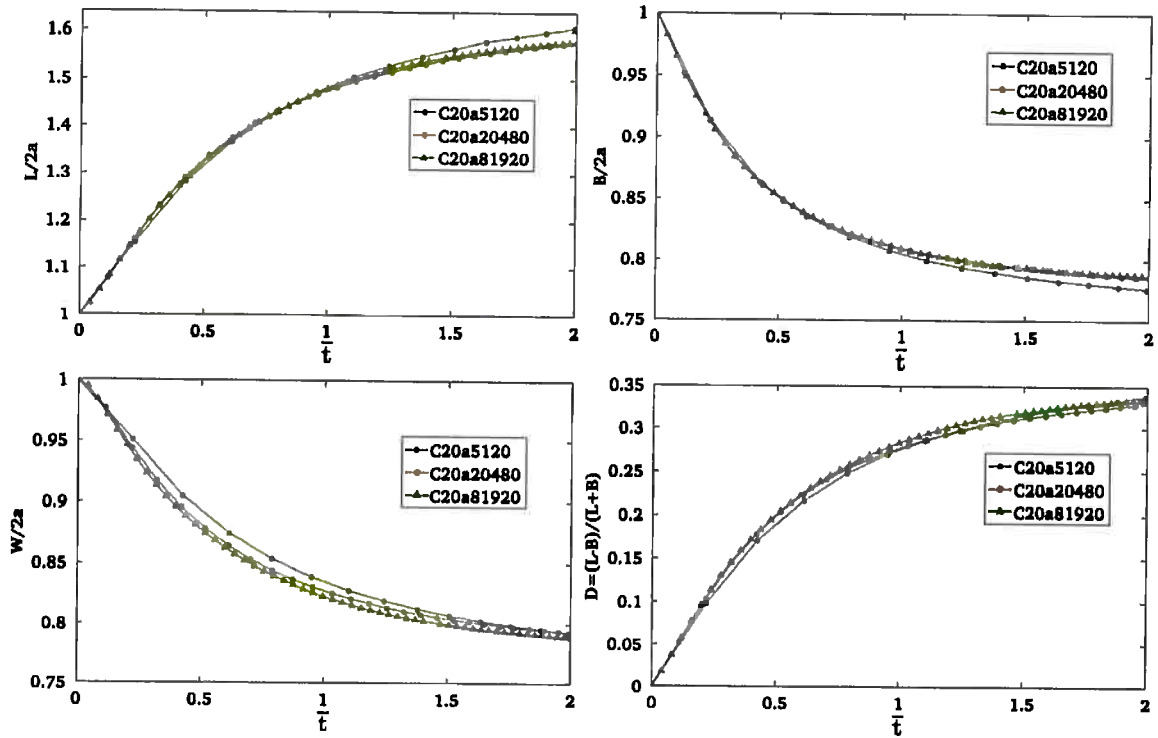 1.6
1.5
1.4
1.3
1.2
1.1
1
L/2a
0 0.5 1 1.5 2
t
C20a5120
C20a20480
C20a81920
1
0.95
0.9
0.85
0.8
0.75
B/2a
0 0.5 1 1.5 2
t
C20a5120
C20a20480
C20a81920
1
0.95
0.9
0.85
0.8
0.75
W/2a
0 0.5 1 1.5 2
t
C20a5120
C20a20480
C20a81920
0.35
0.3
0.25
0.2
0.15
0.1
0.05
0
D=(L-B)/(L+B)
0 0.5 1 1.5 2
t
C20a5120
C20a20480
C20a81920